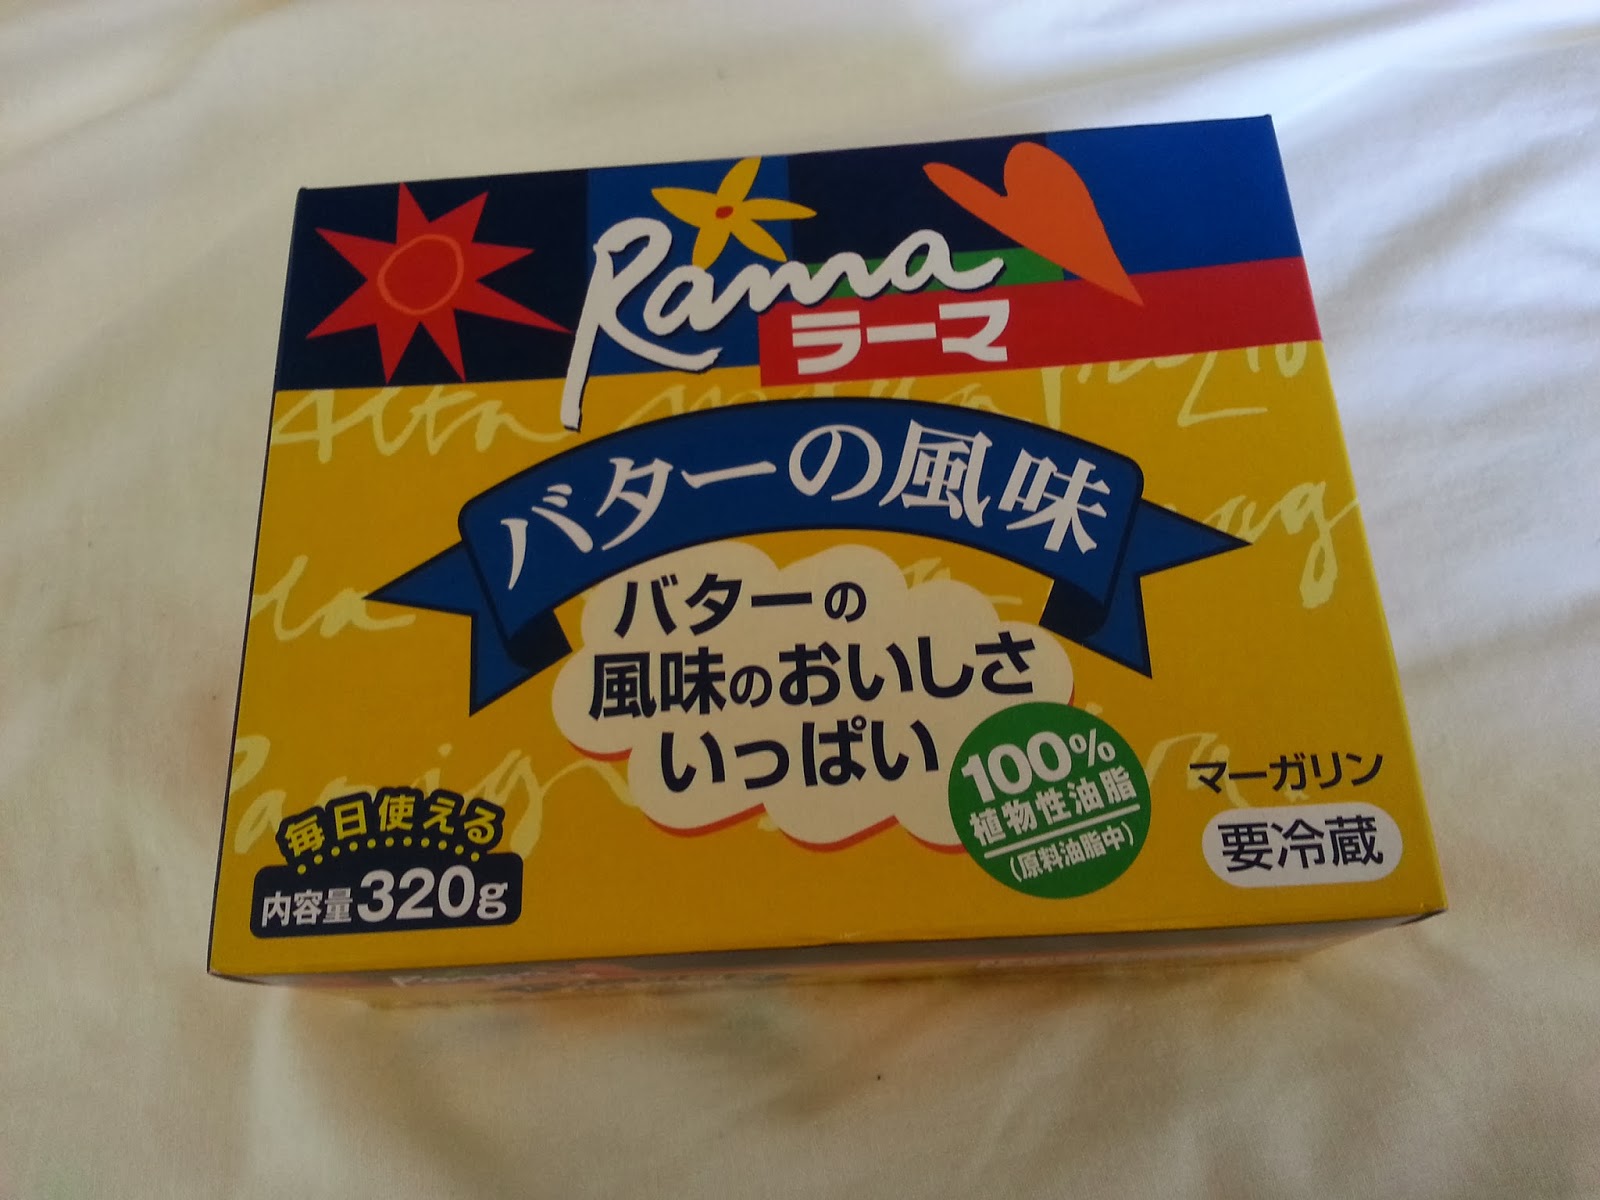 Rama
ラーマ
バターの風味
バターの
風味のおいしさ
いっぱい
100%
植物性油脂
(原料油脂中)
マーガリン
要冷蔵
毎日使える
内容量320g